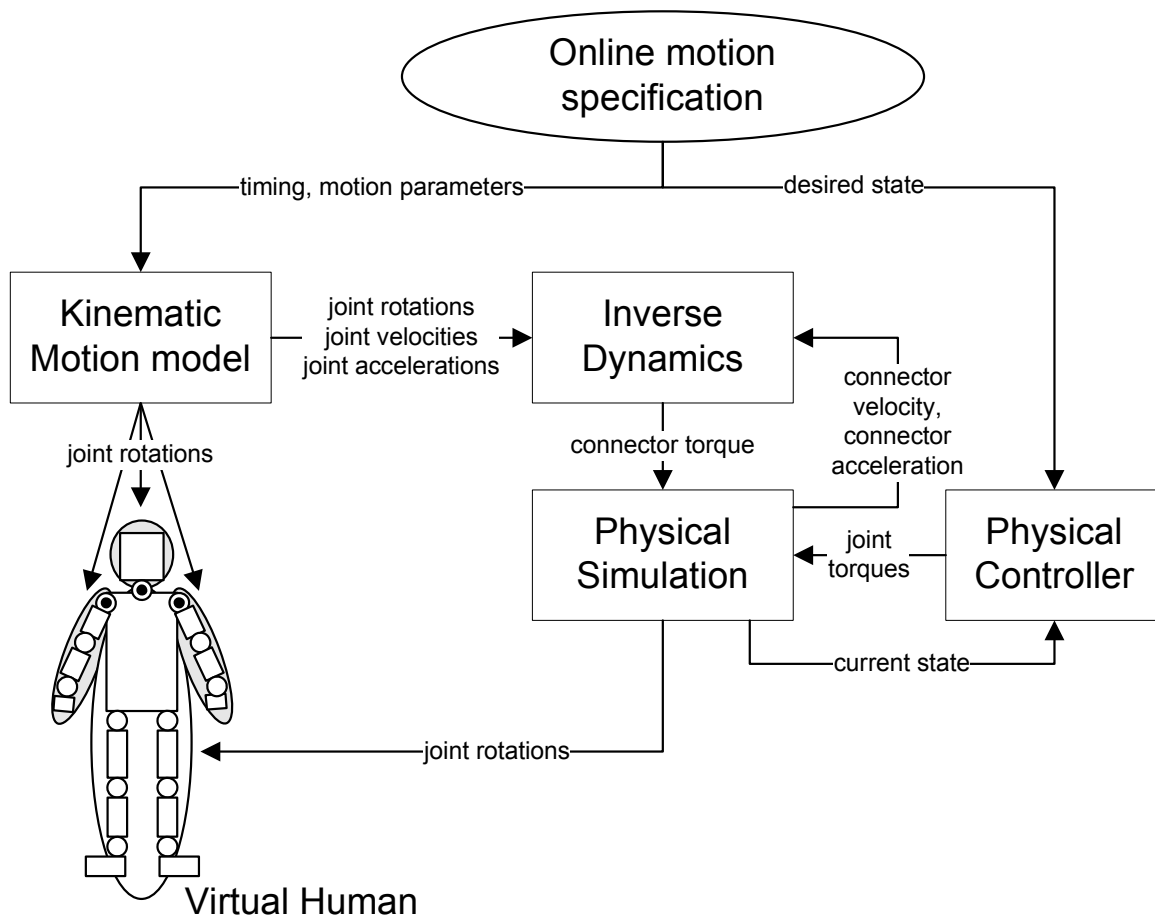 Online motion
specification
timing, motion parameters
desired state
Kinematic
Motion model
joint rotations
joint velocities
joint accelerations
Inverse
Dynamics
connector
velocity,
connector
acceleration
joint rotations
connector torque
Physical
Simulation
joint
torques
Physical
Controller
current state
joint rotations
Virtual Human